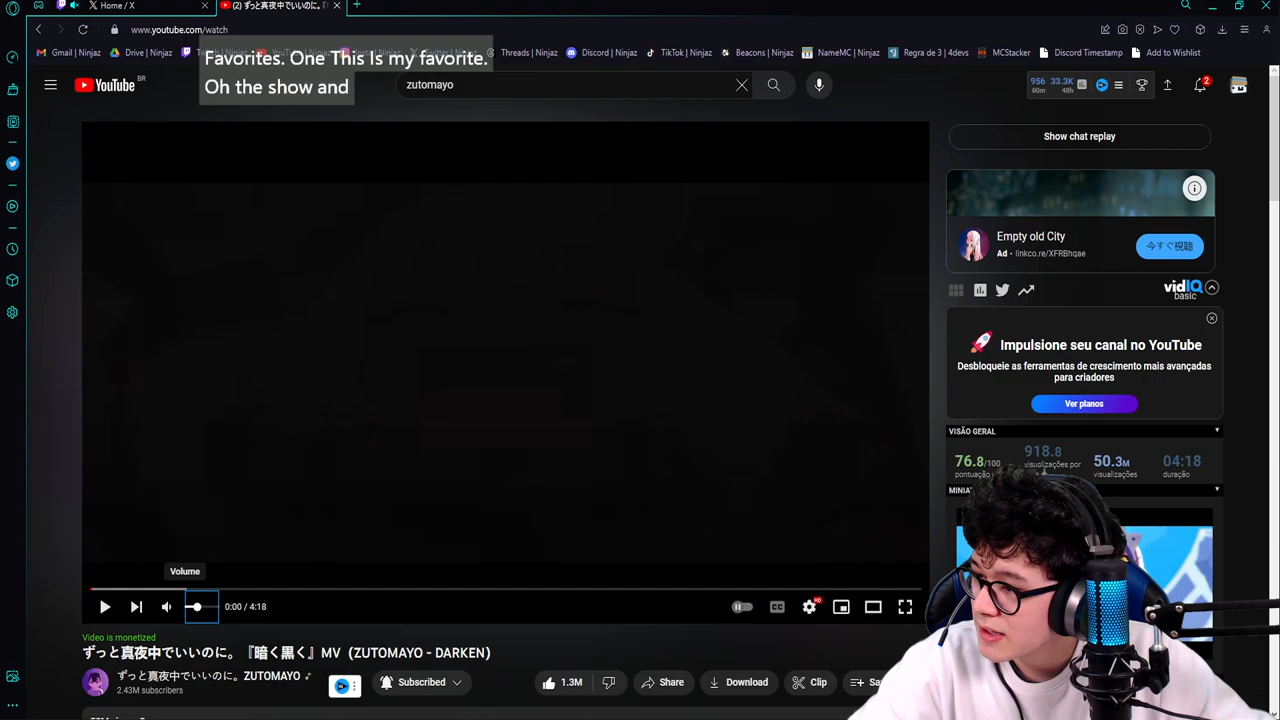 Home / X
(2) ずっと真夜中でいいのに。『
www.youtube.com/watch
Gmail | Ninjaz
Drive | Ninjaz
Threads | Ninjaz
Discord | Ninjaz
TikTok | Ninjaz
Beacons | Ninjaz
NameMC | Ninjaz
Regra de 3 | 4devs
MCStacker
Discord Timestamp
Add to Wishlist
Favorites. One This Is my favorite.
Oh the show and
YouTube BR
zutomayo
956 33.3K
60m 48h
2
Show chat replay
Empty old City
Ad · linkco.re/XFRBhqae
今すぐ視聴
vidIQ
basic
Impulsione seu canal no YouTube
Desbloqueie as ferramentas de crescimento mais avançadas
para criadores
Ver planos
VISÃO GERAL
76.8/100
918.8
50.3M
04:18
visualizações por
visualizações
duração
Volume
0:00 / 4:18
CC
HD
Video is monetized
ずっと真夜中でいいのに。『暗く黒く』MV（ZUTOMAYO - DARKEN）
ずっと真夜中でいいのに。ZUTOMAYO
2.43M subscribers
Subscribed
1.3M
Share
Download
Clip